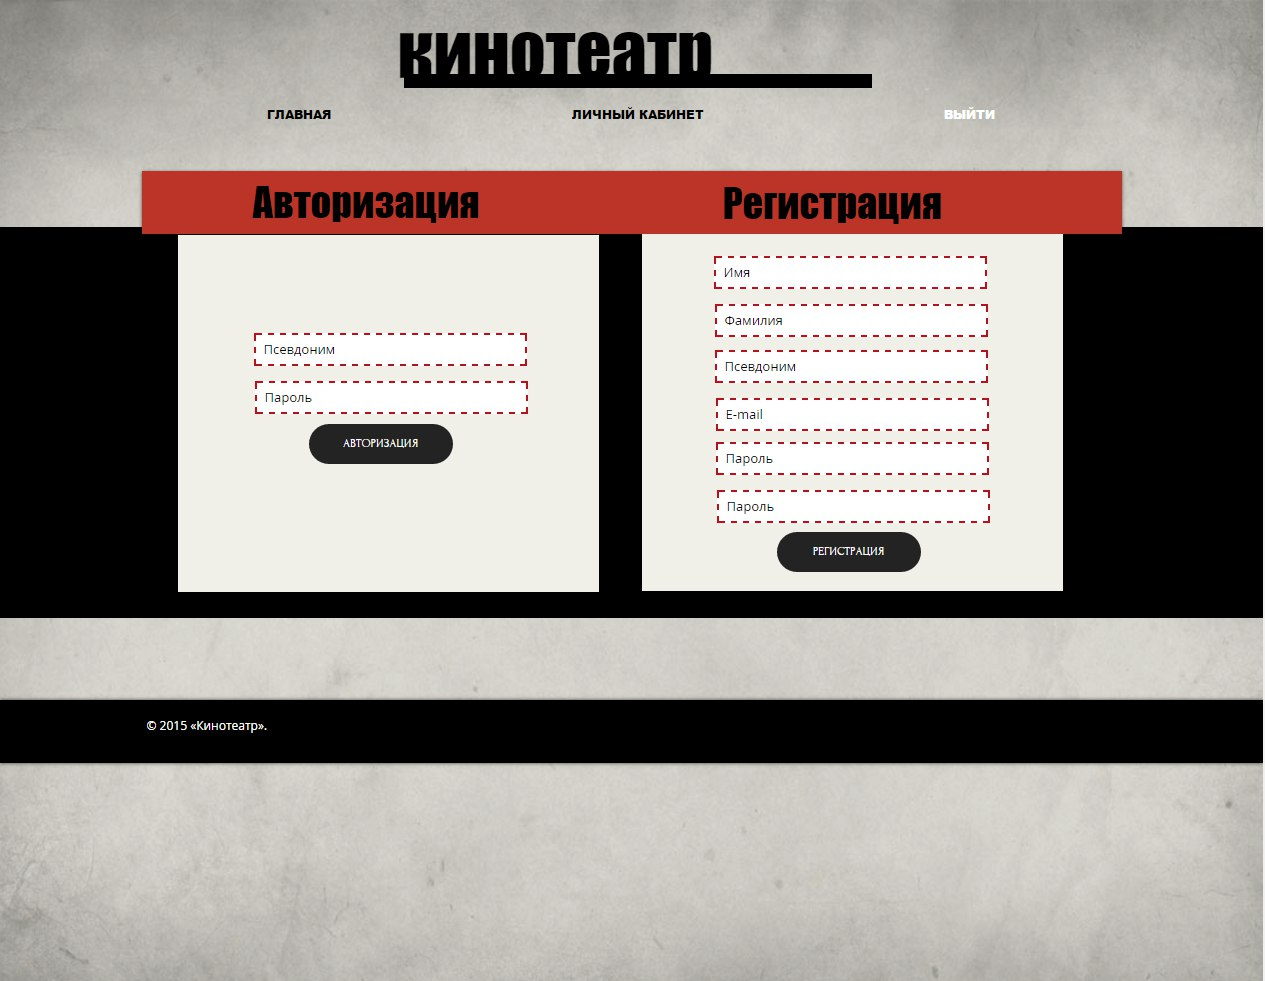 кинотеатр
ГЛАВНАЯ
ЛИЧНЫЙ КАБИНЕТ
ВЫЙТИ
Авторизация
Псевдоним
Пароль
АВТОРИЗАЦИЯ
Регистрация
Имя
Фамилия
Псевдоним
E-mail
Пароль
Пароль
РЕГИСТРАЦИЯ
© 2015 «Кинотеатр».